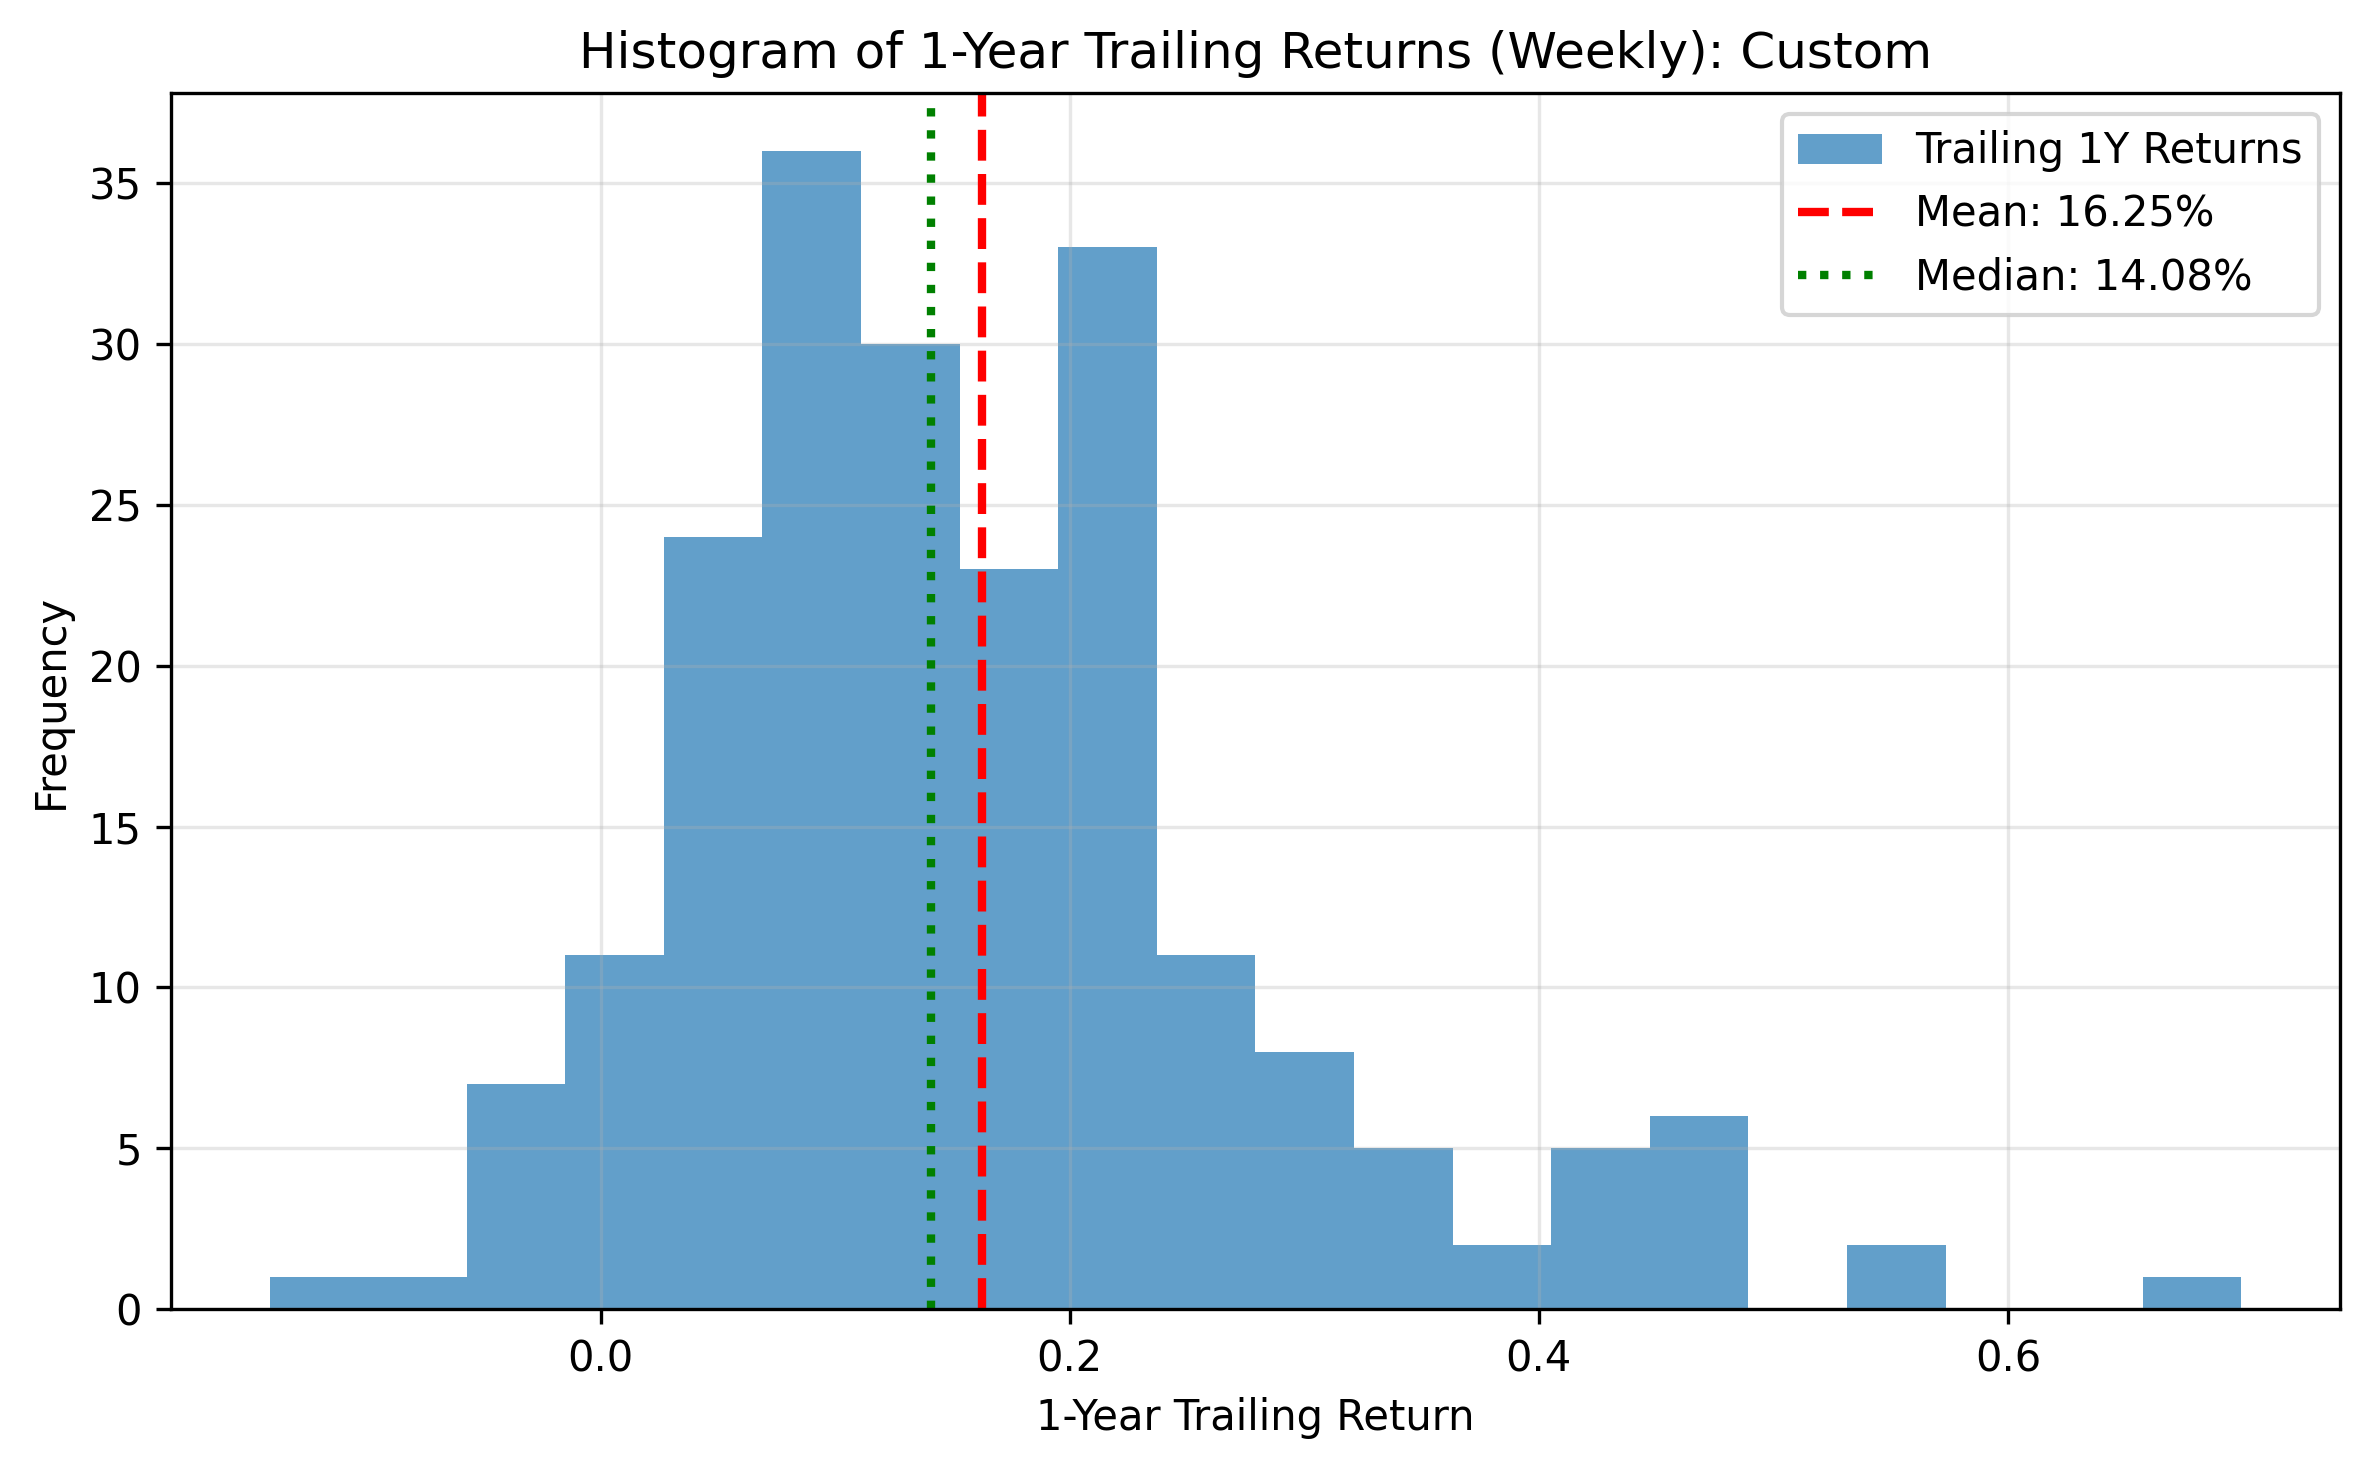 Histogram of 1-Year Trailing Returns (Weekly): Custom
Trailing 1Y Returns
Mean: 16.25%
Median: 14.08%
Frequency
35
30
25
20
15
10
5
0
0.0 0.2 0.4 0.6
1-Year Trailing Return